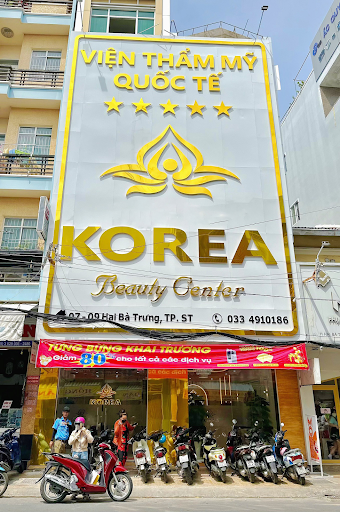 VIỆN THẨM MỸ
QUỐC TẾ
KOREA
Beauty Center
07 - 09 Hai Bà Trưng, TP. ST
033 4910186
TƯNG BỪNG KHAI TRƯƠNG
Giảm 80% cho tất cả các dịch vụ
KOREA